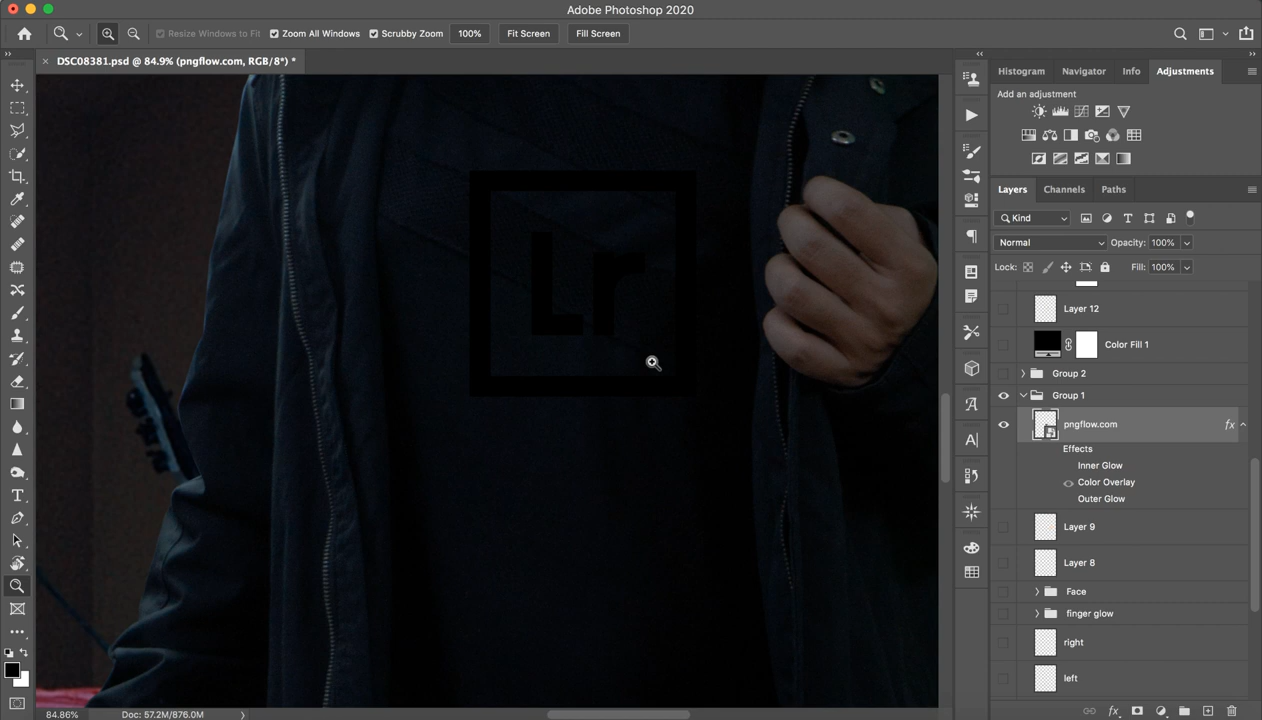 Adobe Photoshop 2020
Resize Windows to Fit
Zoom All Windows
Scrubby Zoom
100%
Fit Screen
Fill Screen
DSC08381.psd @ 84.9% (pngflow.com, RGB/8*) *
Histogram
Navigator
Info
Adjustments
Add an adjustment
Layers
Channels
Paths
Kind
Normal
Opacity: 100%
Lock:
Fill: 100%
Lr
Layer 12
Color Fill 1
Group 2
Group 1
pngflow.com
fx
Effects
Inner Glow
Color Overlay
Outer Glow
Layer 9
Layer 8
Face
finger glow
right
left
84.86%
Doc: 57.2M/876.0M
fx